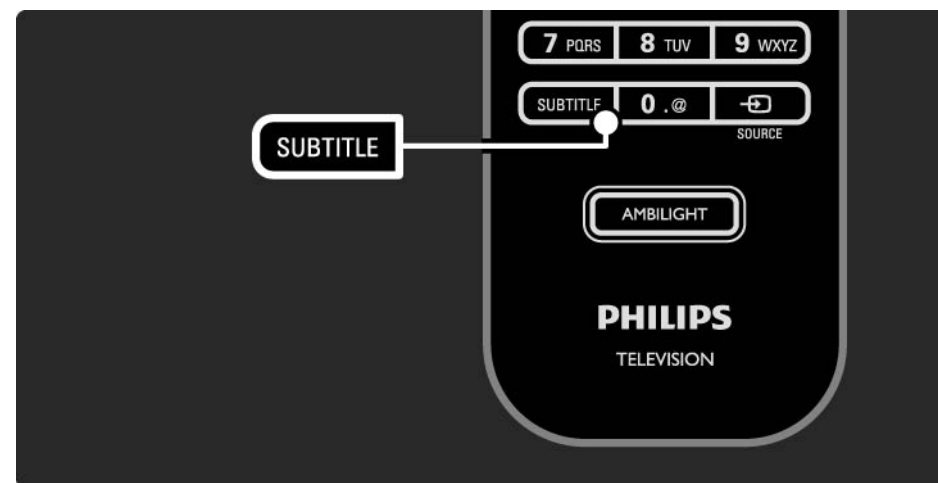 7 PQRS 8 TUV 9 WXYZ
SUBTITLE 0 .@
SOURCE
SUBTITLE
AMBILIGHT
PHILIPS
TELEVISION